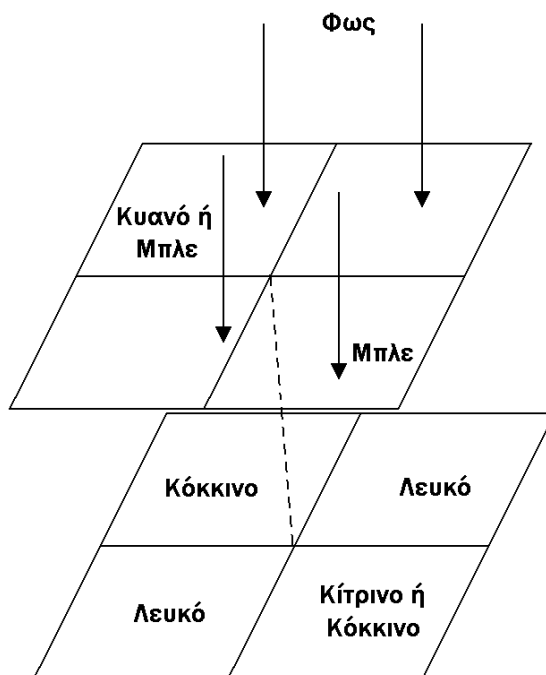 Φως
Κυανό ή
Μπλε
Μπλε
Κόκκινο
Λευκό
Λευκό
Κίτρινο ή
Κόκκινο